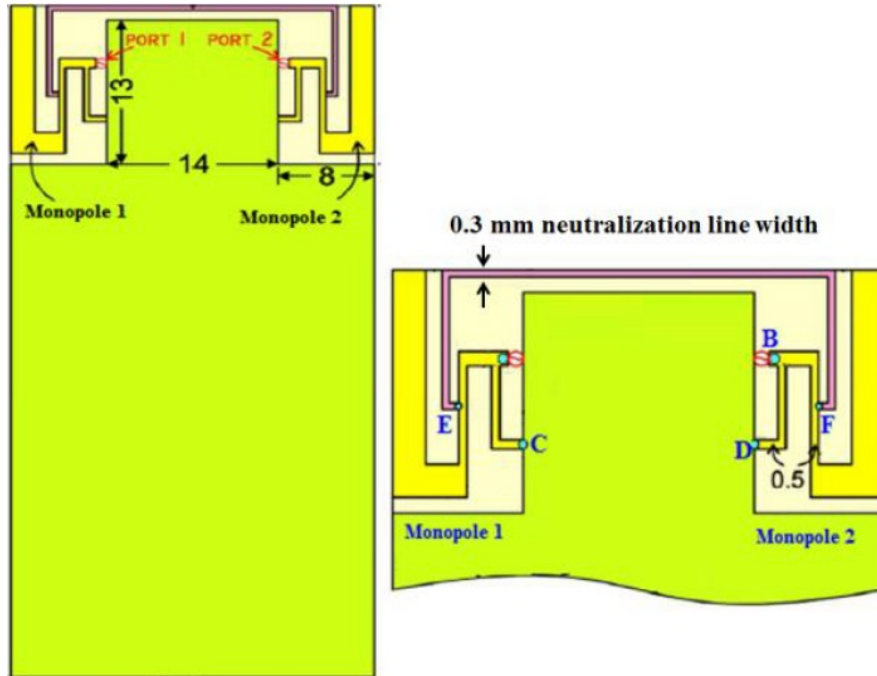 PORT 1 PORT 2
13
14
8
Monopole 1
Monopole 2
0.3 mm neutralization line width
B
E
F
C
D
0.5
Monopole 1
Monopole 2